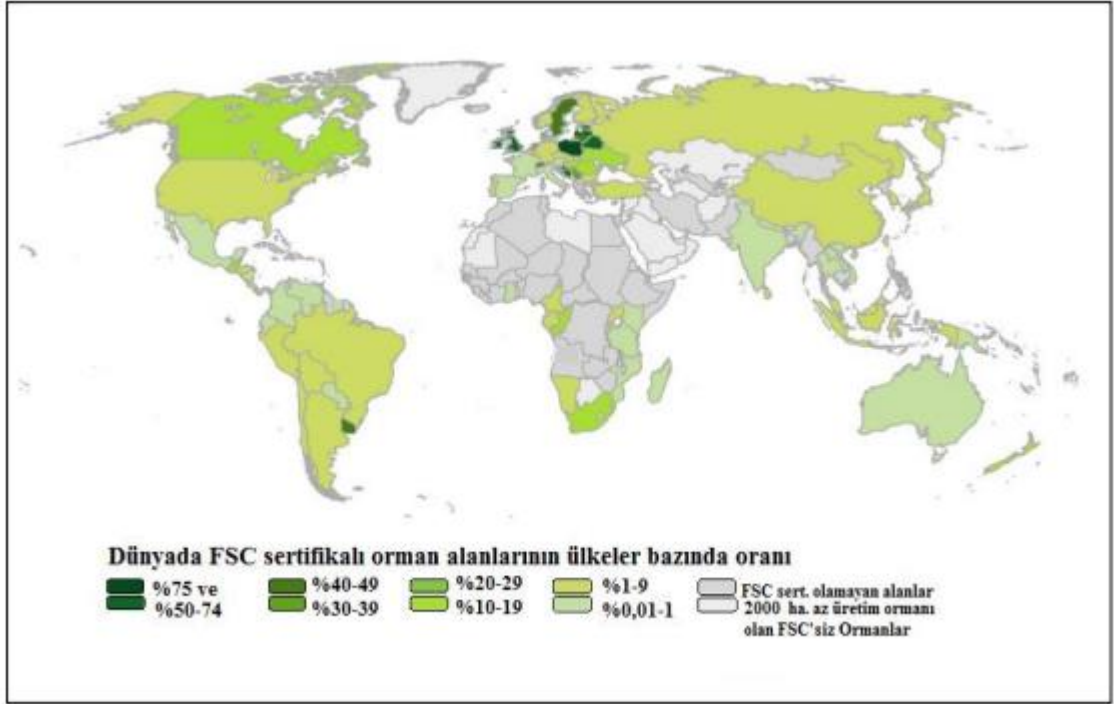 Dünyada FSC sertifikalı orman alanlarının ülkeler bazında oranı
%75 ve %40-49 %20-29 %1-9 FSC sert. olamayan alanlar
%50-74 %30-39 %10-19 %0,01-1 2000 ha. az üretim ormanı
olan FSC'siz Ormanlar